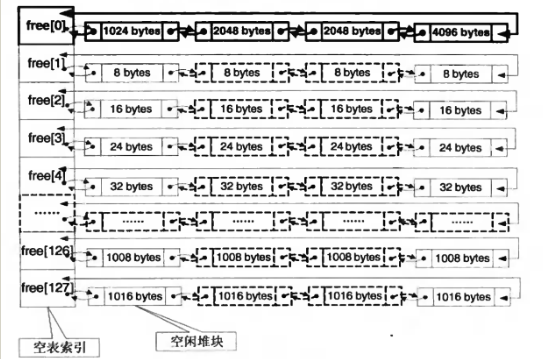 free[0] 1024 bytes 2048 bytes 2048 bytes 4096 bytes
free[1] 8 bytes 8 bytes 8 bytes 8 bytes
free[2] 16 bytes 16 bytes 16 bytes 16 bytes
free[3] 24 bytes 24 bytes 24 bytes 24 bytes
free[4] 32 bytes 32 bytes 32 bytes 32 bytes
…… …… …… …… ……
free[126] 1008 bytes 1008 bytes 1008 bytes 1008 bytes
free[127] 1016 bytes 1016 bytes 1016 bytes 1016 bytes
空表索引 空闲堆块